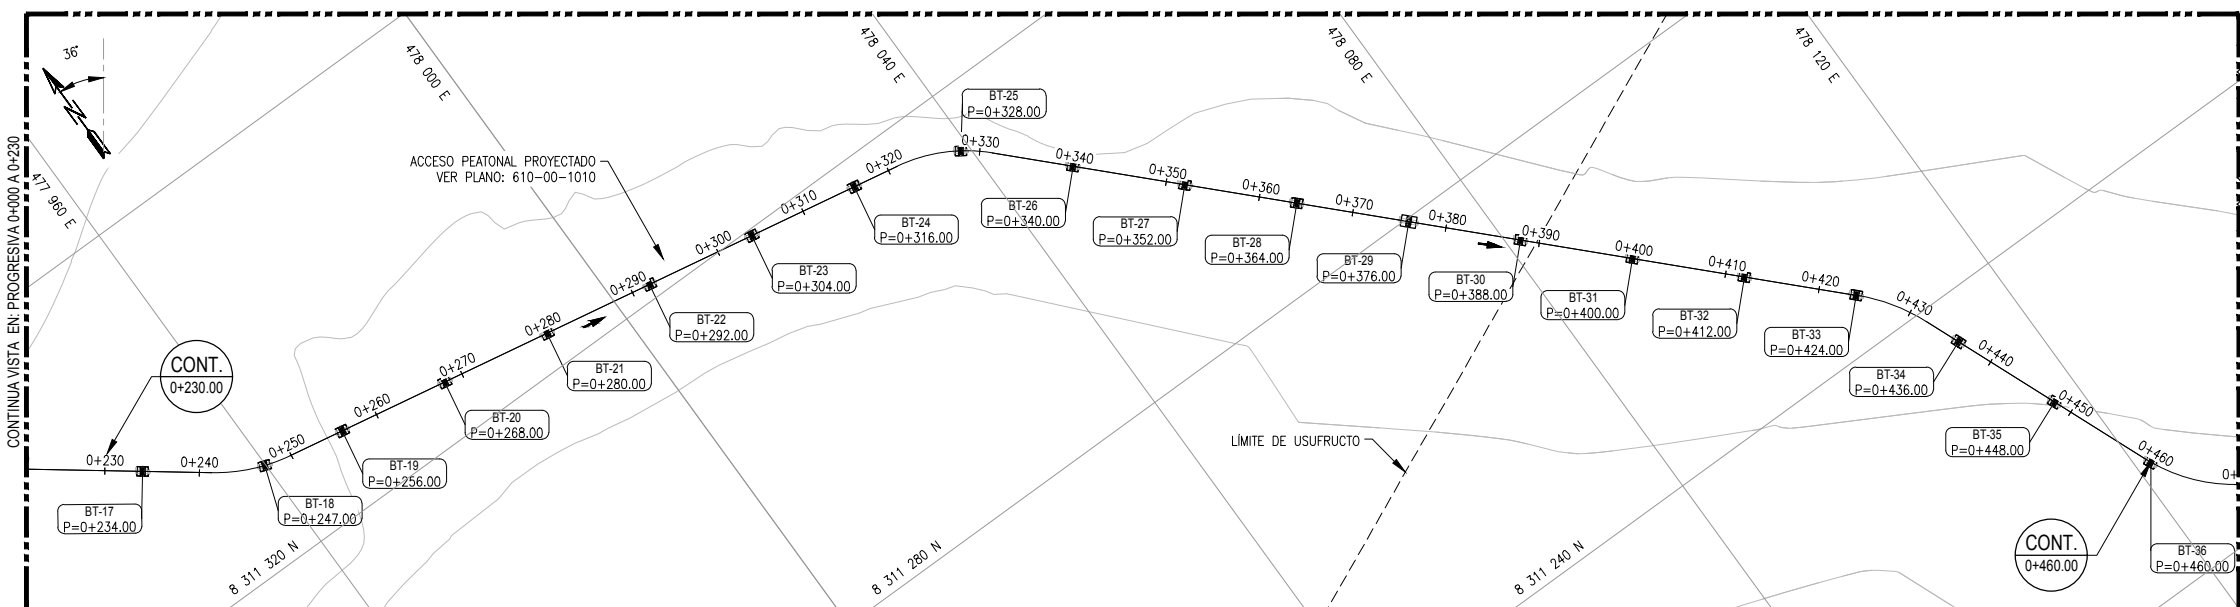 36°
N
CONTINUA VISTA EN: PROGRESIVA 0+000 A 0+230
477 960 E
478 000 E
478 040 E
478 080 E
478 120 E
ACCESO PEATONAL PROYECTADO
VER PLANO: 610-00-1010
CONT.
0+230.00
0+230
0+240
0+250
0+260
0+270
0+280
0+290
0+300
0+310
0+320
0+330
0+340
0+350
0+360
0+370
0+380
0+390
0+400
0+410
0+420
0+430
0+440
0+450
0+460
0+
BT-17
P=0+234.00
BT-18
P=0+247.00
BT-19
P=0+256.00
BT-20
P=0+268.00
BT-21
P=0+280.00
BT-22
P=0+292.00
BT-23
P=0+304.00
BT-24
P=0+316.00
BT-25
P=0+328.00
BT-26
P=0+340.00
BT-27
P=0+352.00
BT-28
P=0+364.00
BT-29
P=0+376.00
BT-30
P=0+388.00
BT-31
P=0+400.00
BT-32
P=0+412.00
BT-33
P=0+424.00
BT-34
P=0+436.00
BT-35
P=0+448.00
BT-36
P=0+460.00
LÍMITE DE USUFRUCTO
CONT.
0+460.00
8 311 320 N
8 311 280 N
8 311 240 N